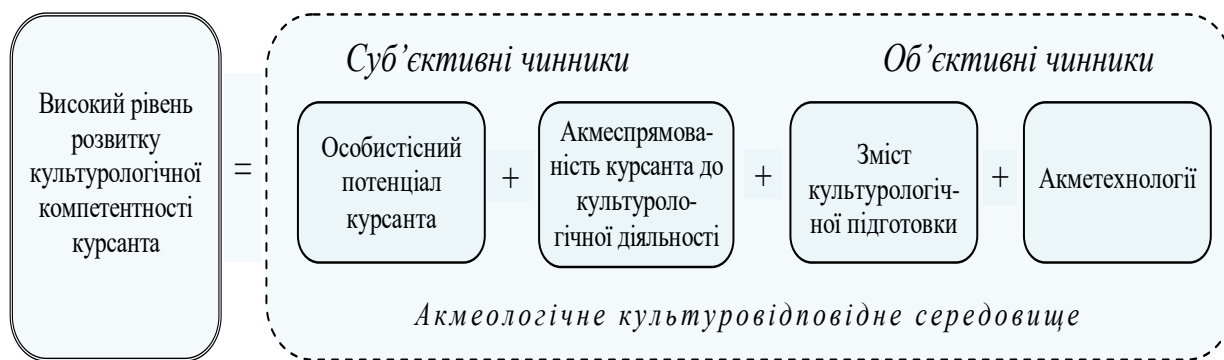 Високий рівень
розвитку
культурологічної
компетентності
курсанта
=
Суб’єктивні чинники
Об’єктивні чинники
Особистісний
потенціал
курсанта
+
Акмеспрямова-
ність курсанта до
культуроло-
гічної діяльності
+
Зміст
культурологіч-
ної підготовки
+
Акметехнології
Акмеологічне культуровідповідне середовище